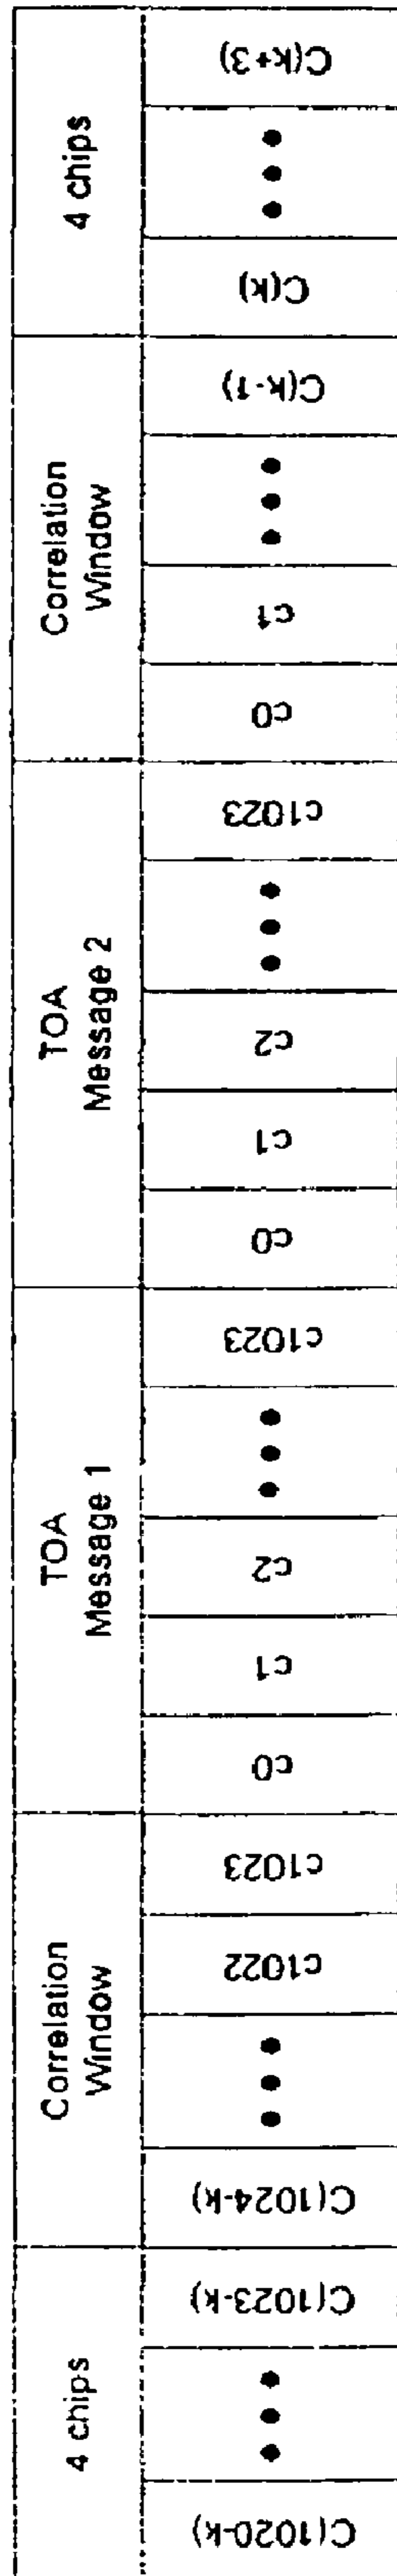 4 chips
Correlation
Window
TOA
Message 1
TOA
Message 2
Correlation
Window
4 chips
C(1020-k)
C(1023-k)
C(1024-k)
c1022
c1023
c0
c1
c2
c1023
c0
c1
c2
c1023
c0
c1
C(k-1)
C(k)
C(k+3)